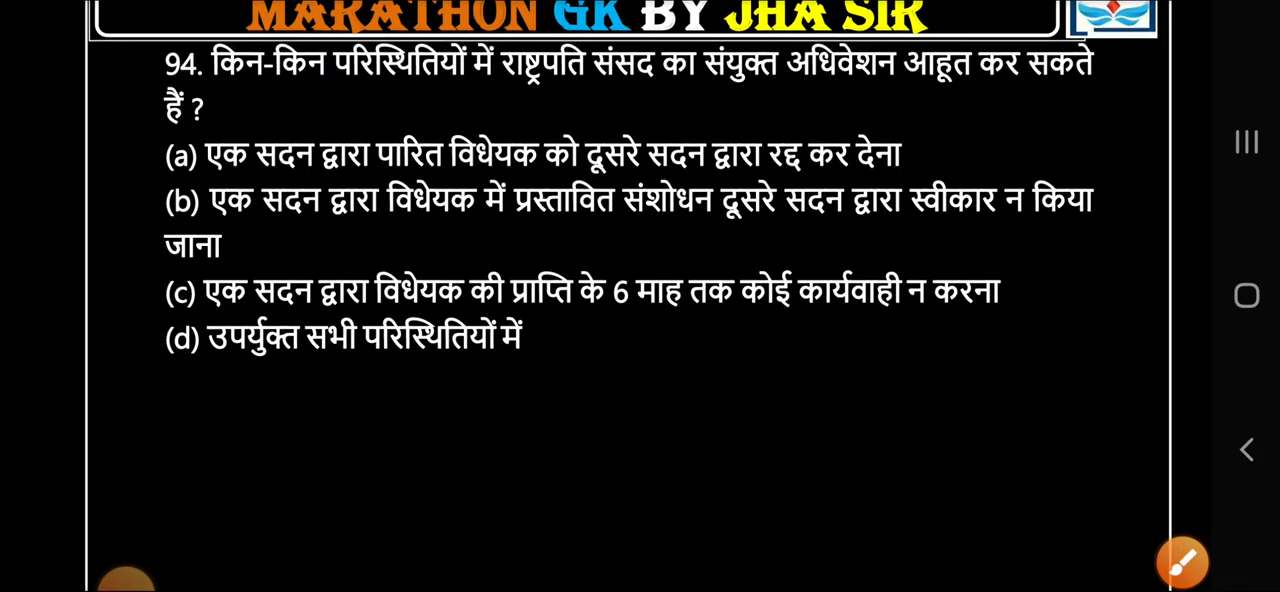 MARATHON GK BY JHA SIR
94. किन-किन परिस्थितियों में राष्ट्रपति संसद का संयुक्त अधिवेशन आहूत कर सकते
हैं ?
(a) एक सदन द्वारा पारित विधेयक को दूसरे सदन द्वारा रद्द कर देना
(b) एक सदन द्वारा विधेयक में प्रस्तावित संशोधन दूसरे सदन द्वारा स्वीकार न किया
जाना
(c) एक सदन द्वारा विधेयक की प्राप्ति के 6 माह तक कोई कार्यवाही न करना
(d) उपर्युक्त सभी परिस्थितियों में